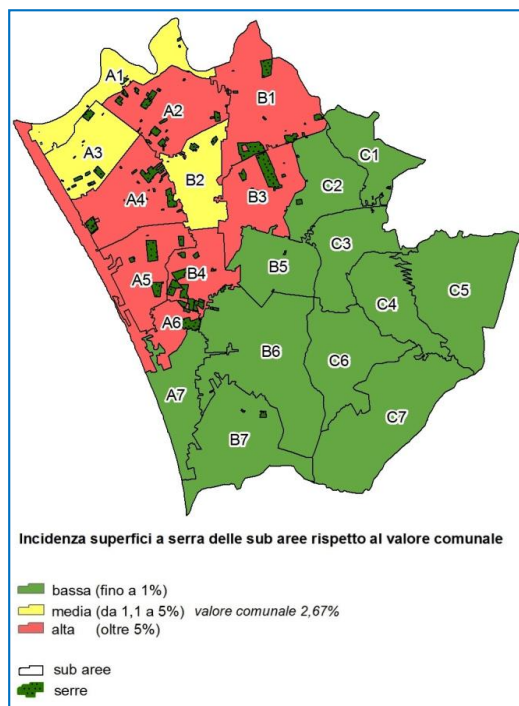 A1
A2
B1
A3
C1
B2
C2
A4
B3
C3
A5
B4
B5
C5
C4
A6
B6
C6
A7
C7
B7
Incidenza superfici a serra delle sub aree rispetto al valore comunale
bassa (fino a 1%)
media (da 1,1 a 5%) valore comunale 2,67%
alta (oltre 5%)
sub aree
serre